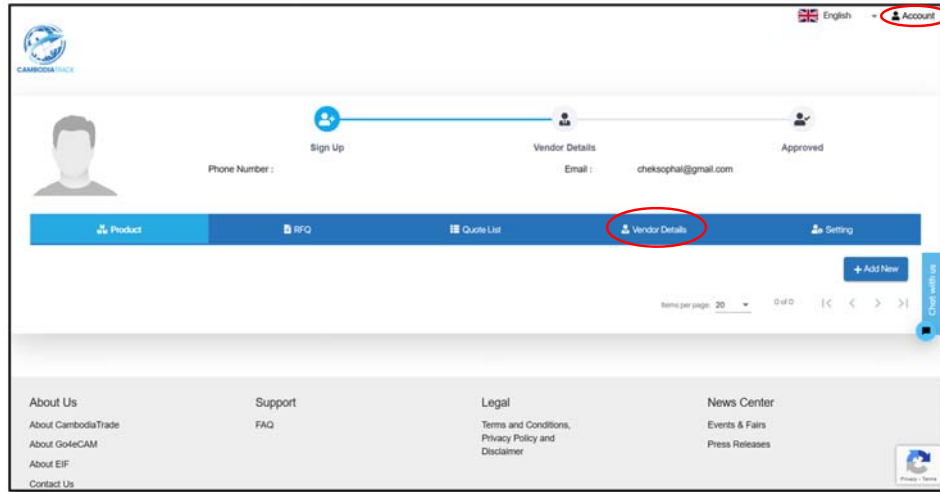 English
Account
CAMBODIATRADE
Sign Up
Vendor Details
Approved
Phone Number :
Email : cheksophal@gmail.com
Product
RFQ
Quote List
Vendor Details
Setting
+ Add New
Items per page: 20
0 of 0
Chat with us
About Us
Support
Legal
News Center
About CambodiaTrade
FAQ
Terms and Conditions,
Privacy Policy and
Disclaimer
Events & Fairs
About Go4eCAM
Press Releases
About EIF
Contact Us
Privacy - Terms